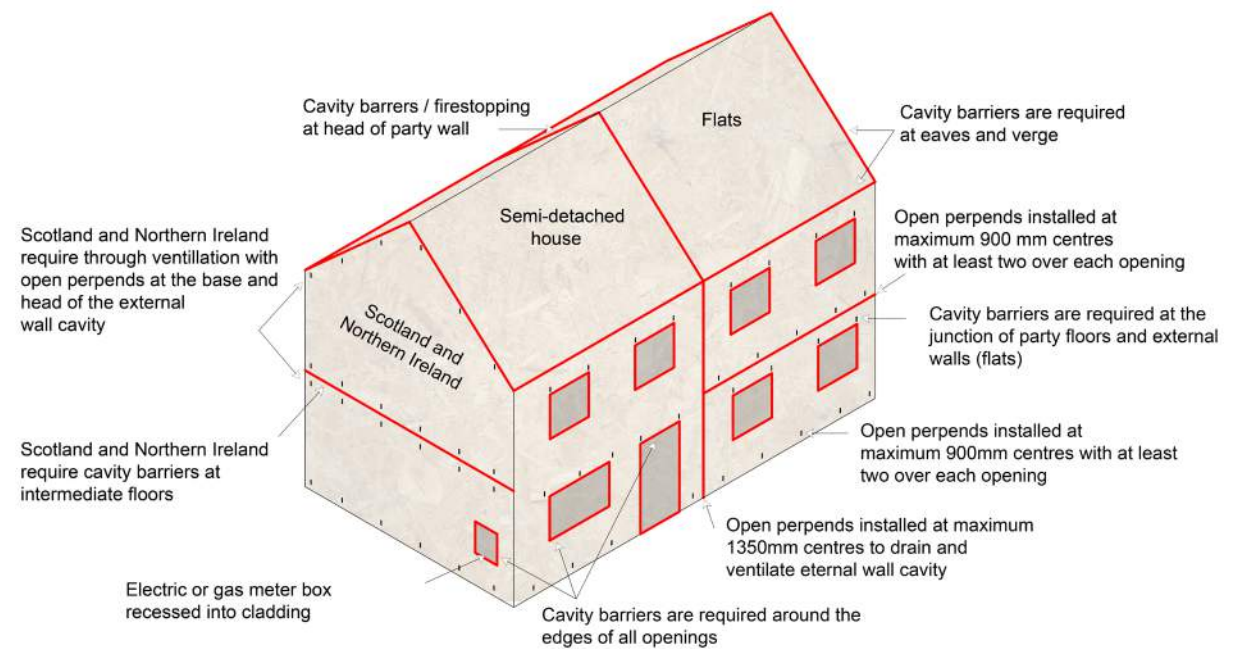 Cavity barrers / firestopping
at head of party wall
Flats
Cavity barriers are required
at eaves and verge
Semi-detached
house
Open perpends installed at
maximum 900 mm centres
with at least two over each opening
Scotland and Northern Ireland
require through ventillation with
open perpends at the base and
head of the external
wall cavity
Scotland and
Northern Ireland
Cavity barriers are required at the
junction of party floors and external
walls (flats)
Scotland and Northern Ireland
require cavity barriers at
intermediate floors
Open perpends installed at
maximum 900mm centres with at least
two over each opening
Open perpends installed at maximum
1350mm centres to drain and
ventilate eternal wall cavity
Electric or gas meter box
recessed into cladding
Cavity barriers are required around the
edges of all openings